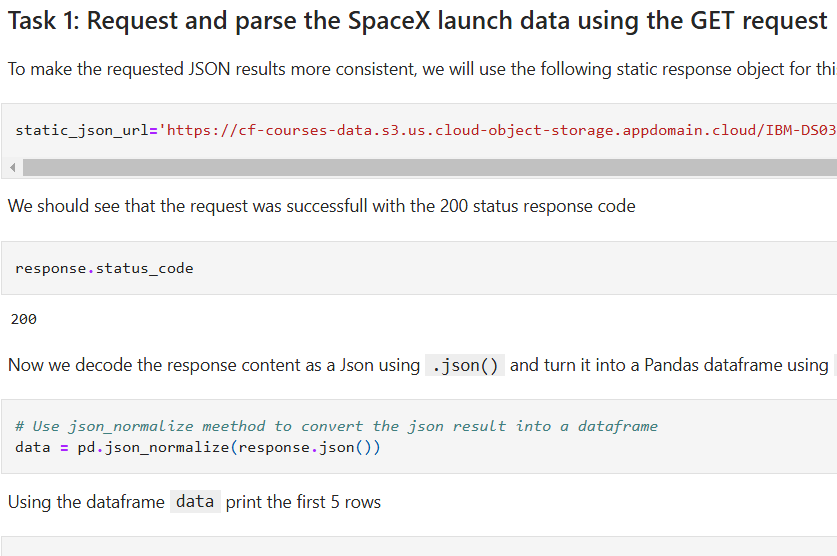 Task 1: Request and parse the SpaceX launch data using the GET request
To make the requested JSON results more consistent, we will use the following static response object for thi
static_json_url='https://cf-courses-data.s3.us.cloud-object-storage.appdomain.cloud/IBM-DS03
We should see that the request was successfull with the 200 status response code
response.status_code
200
Now we decode the response content as a Json using .json() and turn it into a Pandas dataframe using
# Use json_normalize meethod to convert the json result into a dataframe
data = pd.json_normalize(response.json())
Using the dataframe data print the first 5 rows